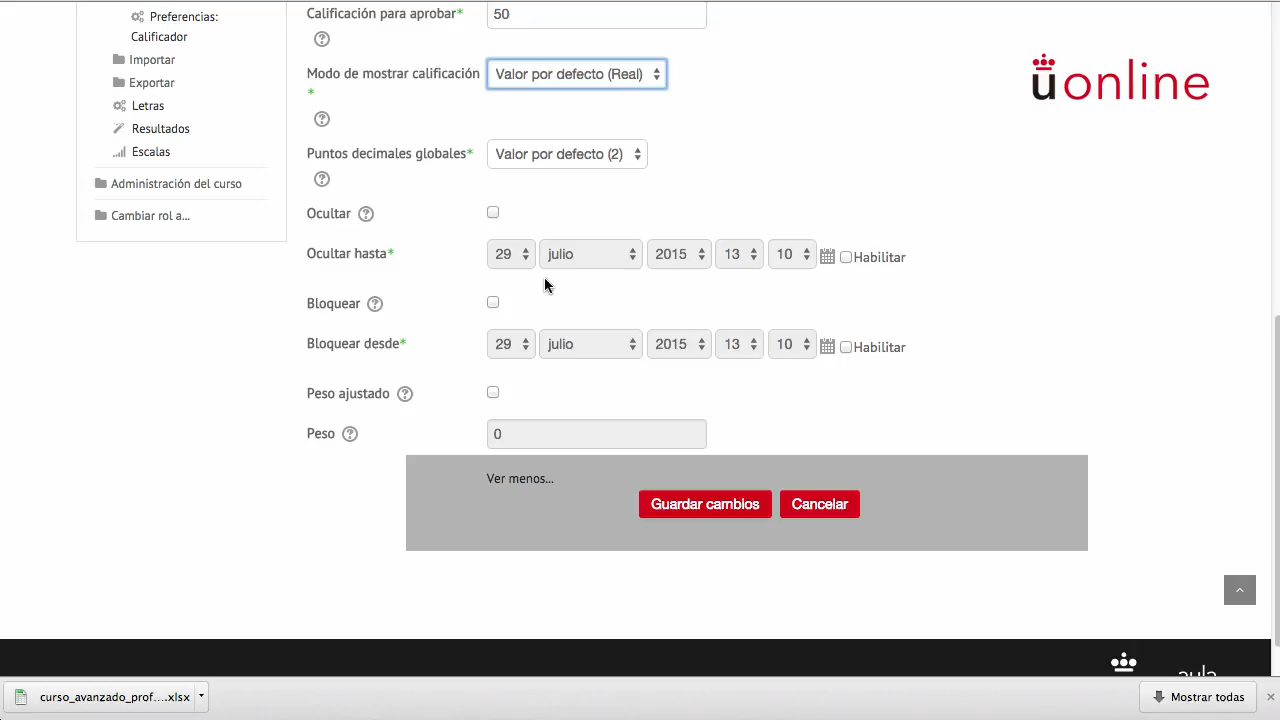 Preferencias:
Calificador
Importar
Exportar
Letras
Resultados
Escalas
Administración del curso
Cambiar rol a...
Calificación para aprobar* 50
Modo de mostrar calificación Valor por defecto (Real)
*
Puntos decimales globales* Valor por defecto (2)
Ocultar
Ocultar hasta* 29 julio 2015 13 10 Habilitar
Bloquear
Bloquear desde* 29 julio 2015 13 10 Habilitar
Peso ajustado
Peso 0
Ver menos...
Guardar cambios Cancelar
uonline
curso_avanzado_prof....xlsx
Mostrar todas